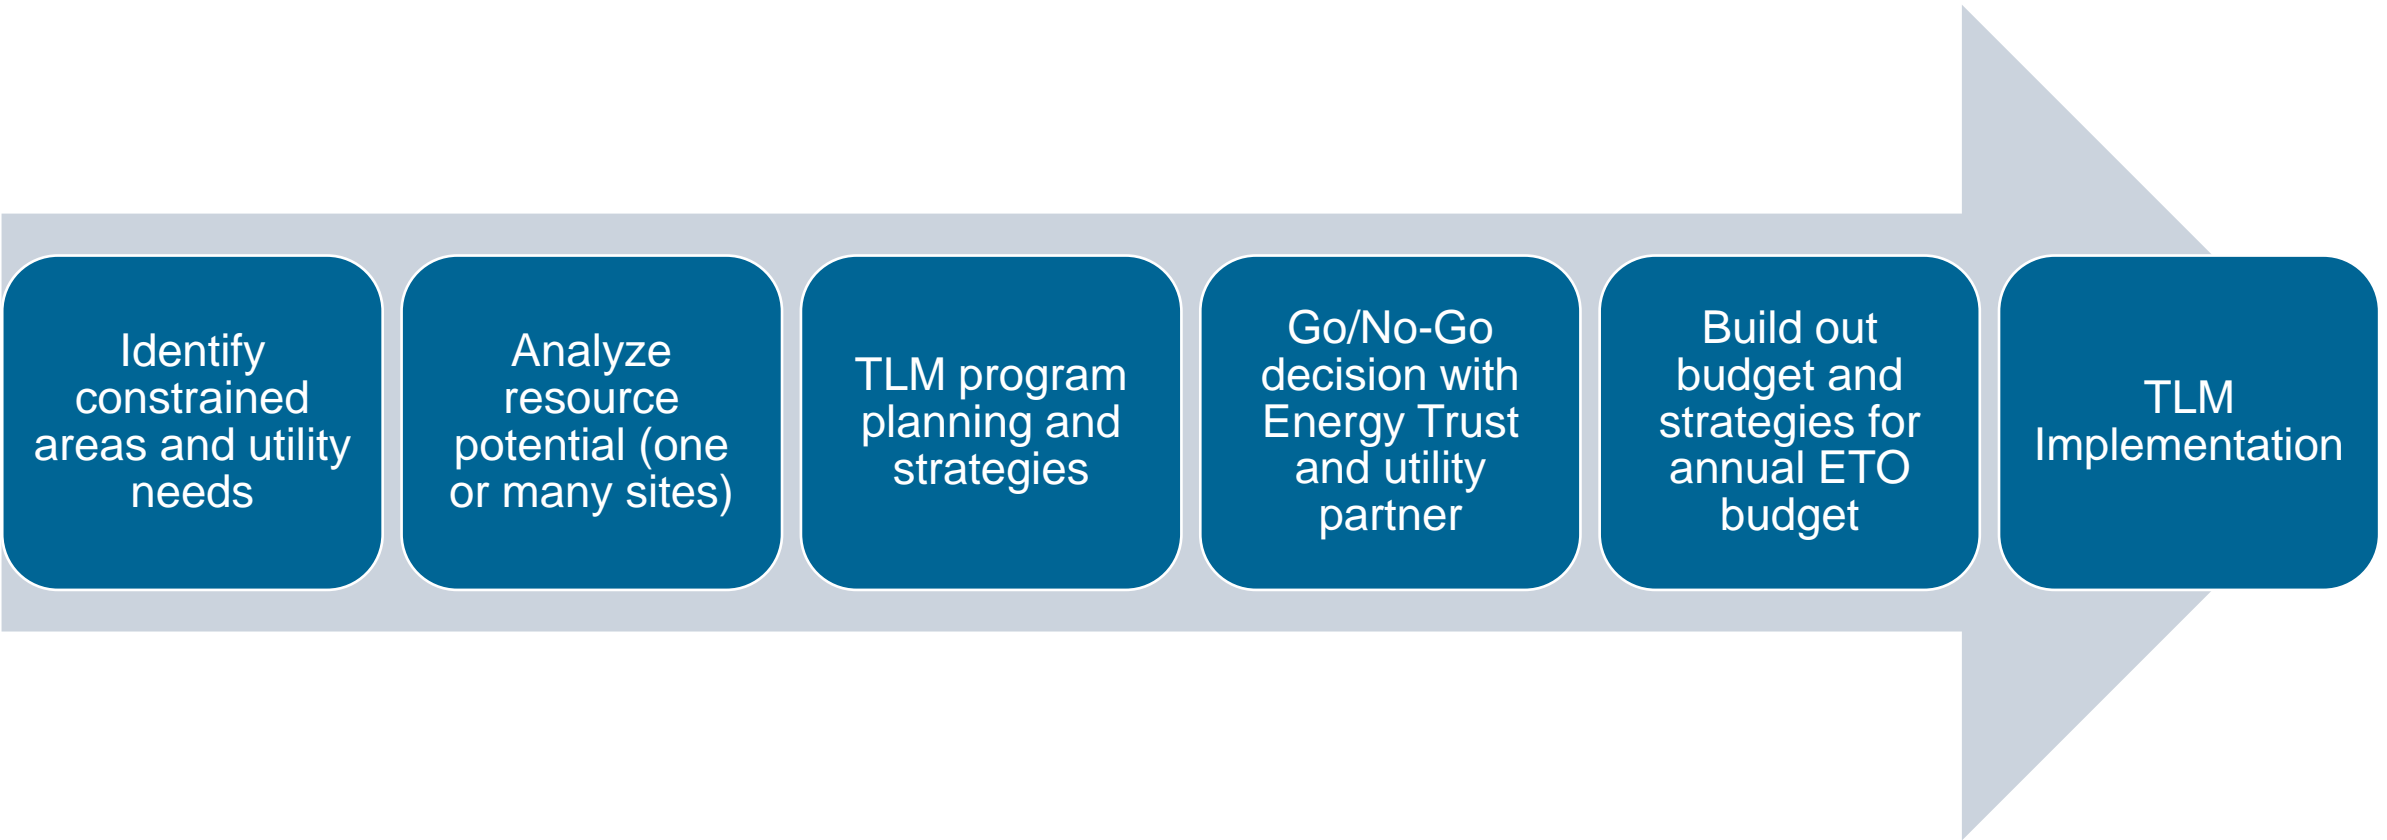 Identify
constrained
areas and utility
needs
Analyze
resource
potential (one
or many sites)
TLM program
planning and
strategies
Go/No-Go
decision with
Energy Trust
and utility
partner
Build out
budget and
strategies for
annual ETO
budget
TLM
Implementation